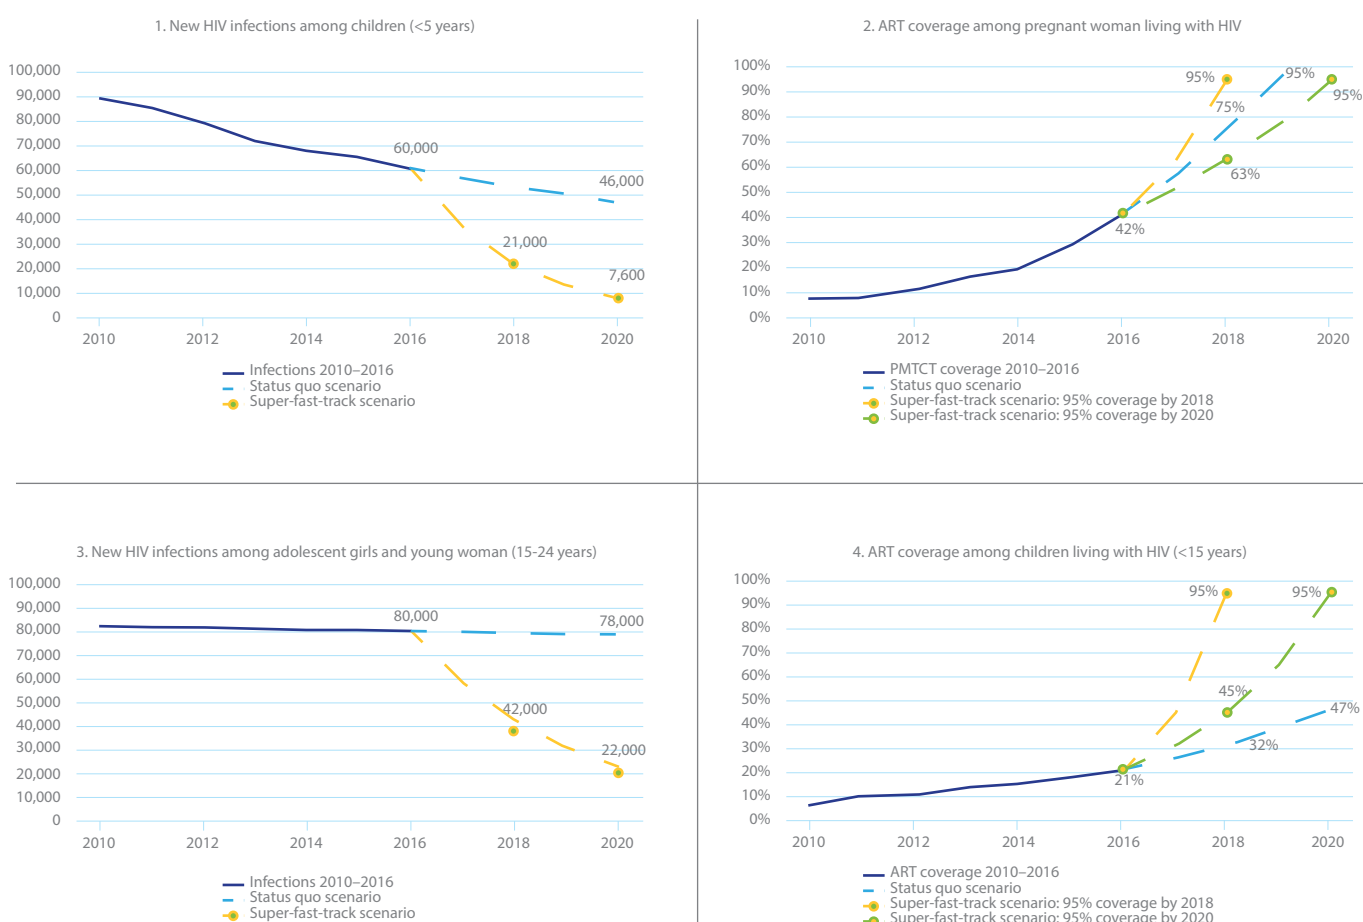 1. New HIV infections among children (<5 years)
100,000
90,000
80,000
70,000
60,000
50,000
40,000
30,000
20,000
10,000
0
60,000
46,000
21,000
7,600
2010 2012 2014 2016 2018 2020
Infections 2010–2016
Status quo scenario
Super-fast-track scenario
2. ART coverage among pregnant woman living with HIV
100%
90%
80%
70%
60%
50%
40%
30%
20%
10%
0%
95%
95%
95%
75%
63%
42%
2010 2012 2014 2016 2018 2020
PMTCT coverage 2010–2016
Status quo scenario
Super-fast-track scenario: 95% coverage by 2018
Super-fast-track scenario: 95% coverage by 2020
3. New HIV infections among adolescent girls and young woman (15-24 years)
100,000
90,000
80,000
70,000
60,000
50,000
40,000
30,000
20,000
10,000
0
80,000
78,000
42,000
22,000
2010 2012 2014 2016 2018 2020
Infections 2010–2016
Status quo scenario
Super-fast-track scenario
4. ART coverage among children living with HIV (<15 years)
100%
90%
80%
70%
60%
50%
40%
30%
20%
10%
0%
95%
95%
45%
47%
32%
21%
2010 2012 2014 2016 2018 2020
ART coverage 2010–2016
Status quo scenario
Super-fast-track scenario: 95% coverage by 2018
Super-fast-track scenario: 95% coverage by 2020